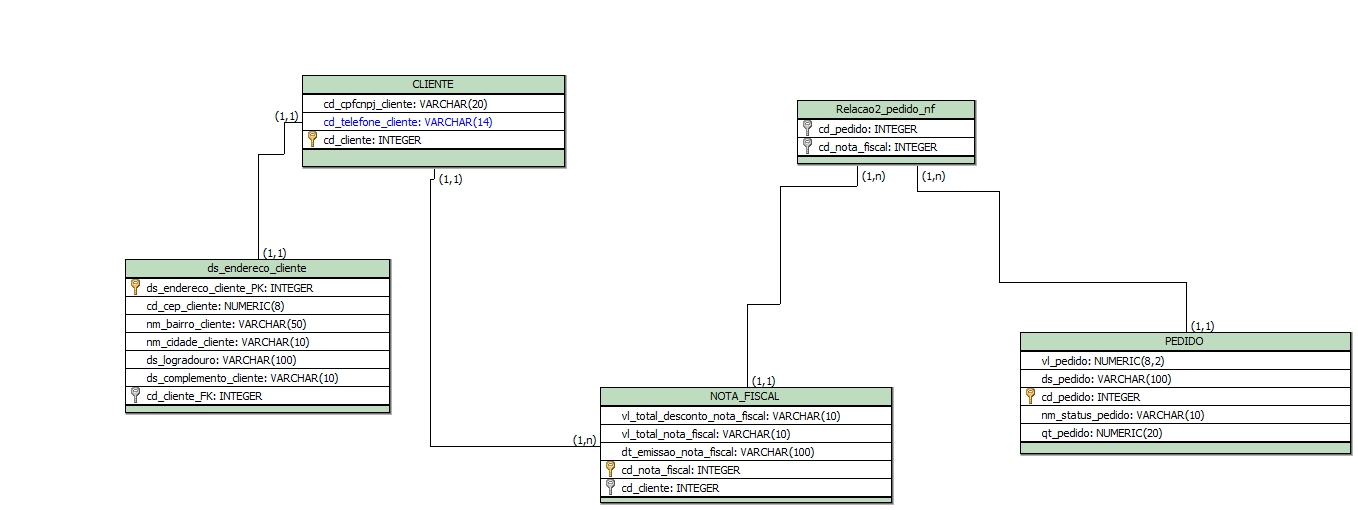 CLIENTE
cd_cpfcnpj_cliente: VARCHAR(20)
cd_telefone_cliente: VARCHAR(14)
cd_cliente: INTEGER
(1,1)
(1,1)
Relacao2_pedido_nf
cd_pedido: INTEGER
cd_nota_fiscal: INTEGER
(1,n)
(1,n)
(1,1)
ds_endereco_cliente
ds_endereco_cliente_PK: INTEGER
cd_cep_cliente: NUMERIC(8)
nm_bairro_cliente: VARCHAR(50)
nm_cidade_cliente: VARCHAR(10)
ds_logradouro: VARCHAR(100)
ds_complemento_cliente: VARCHAR(10)
cd_cliente_FK: INTEGER
(1,1)
PEDIDO
vl_pedido: NUMERIC(8,2)
ds_pedido: VARCHAR(100)
cd_pedido: INTEGER
nm_status_pedido: VARCHAR(10)
qt_pedido: NUMERIC(20)
(1,1)
(1,n)
NOTA_FISCAL
vl_total_desconto_nota_fiscal: VARCHAR(10)
vl_total_nota_fiscal: VARCHAR(10)
dt_emissao_nota_fiscal: VARCHAR(100)
cd_nota_fiscal: INTEGER
cd_cliente: INTEGER